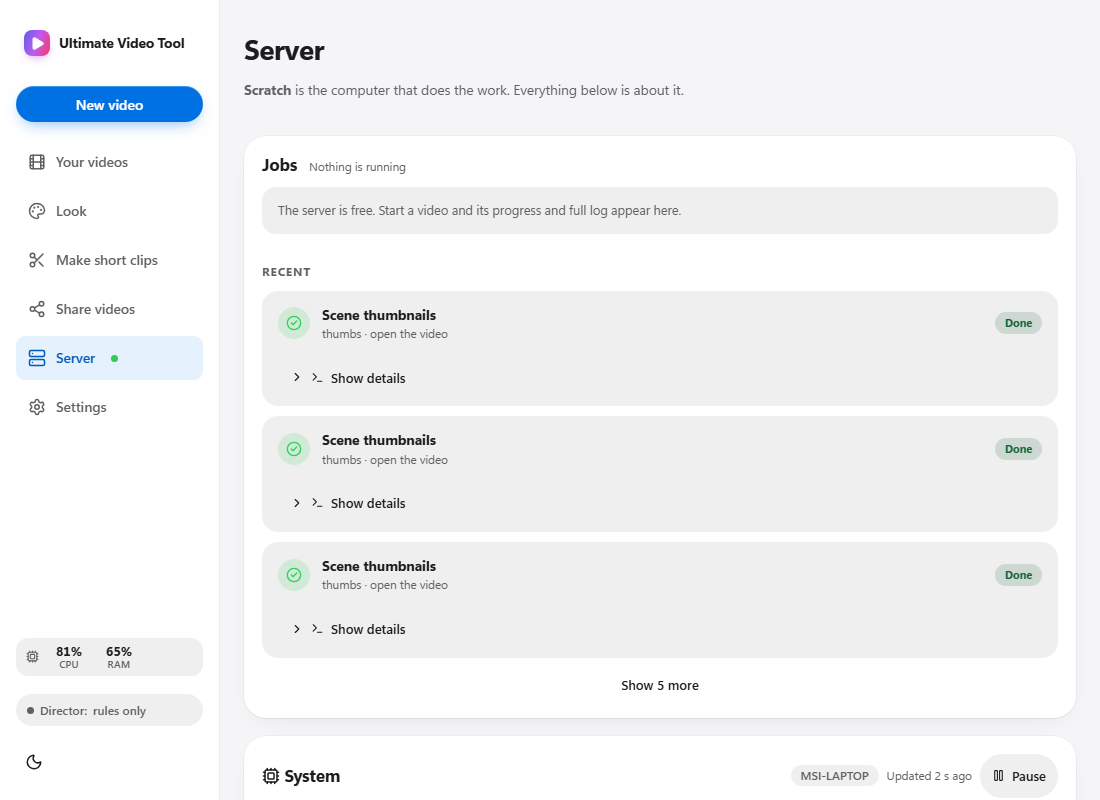 Ultimate Video Tool
New video
Your videos
Look
Make short clips
Share videos
Server
Settings
81% 65%
CPU RAM
Director: rules only
Server
Scratch is the computer that does the work. Everything below is about it.
Jobs Nothing is running
The server is free. Start a video and its progress and full log appear here.
RECENT
Scene thumbnails
thumbs · open the video
Done
Show details
Scene thumbnails
thumbs · open the video
Done
Show details
Scene thumbnails
thumbs · open the video
Done
Show details
Show 5 more
System MSI-LAPTOP Updated 2 s ago Pause